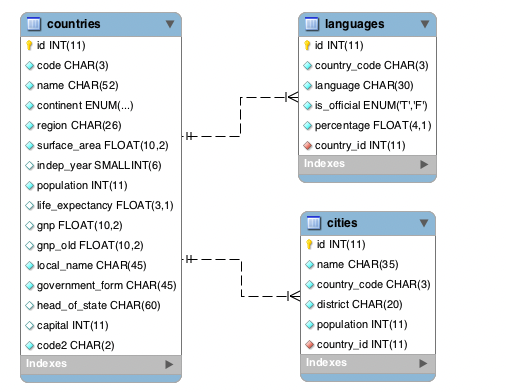 countries
id INT(11)
code CHAR(3)
name CHAR(52)
continent ENUM(...)
region CHAR(26)
surface_area FLOAT(10,2)
indep_year SMALLINT(6)
population INT(11)
life_expectancy FLOAT(3,1)
gnp FLOAT(10,2)
gnp_old FLOAT(10,2)
local_name CHAR(45)
government_form CHAR(45)
head_of_state CHAR(60)
capital INT(11)
code2 CHAR(2)
Indexes
languages
id INT(11)
country_code CHAR(3)
language CHAR(30)
is_official ENUM('T','F')
percentage FLOAT(4,1)
country_id INT(11)
Indexes
cities
id INT(11)
name CHAR(35)
country_code CHAR(3)
district CHAR(20)
population INT(11)
country_id INT(11)
Indexes